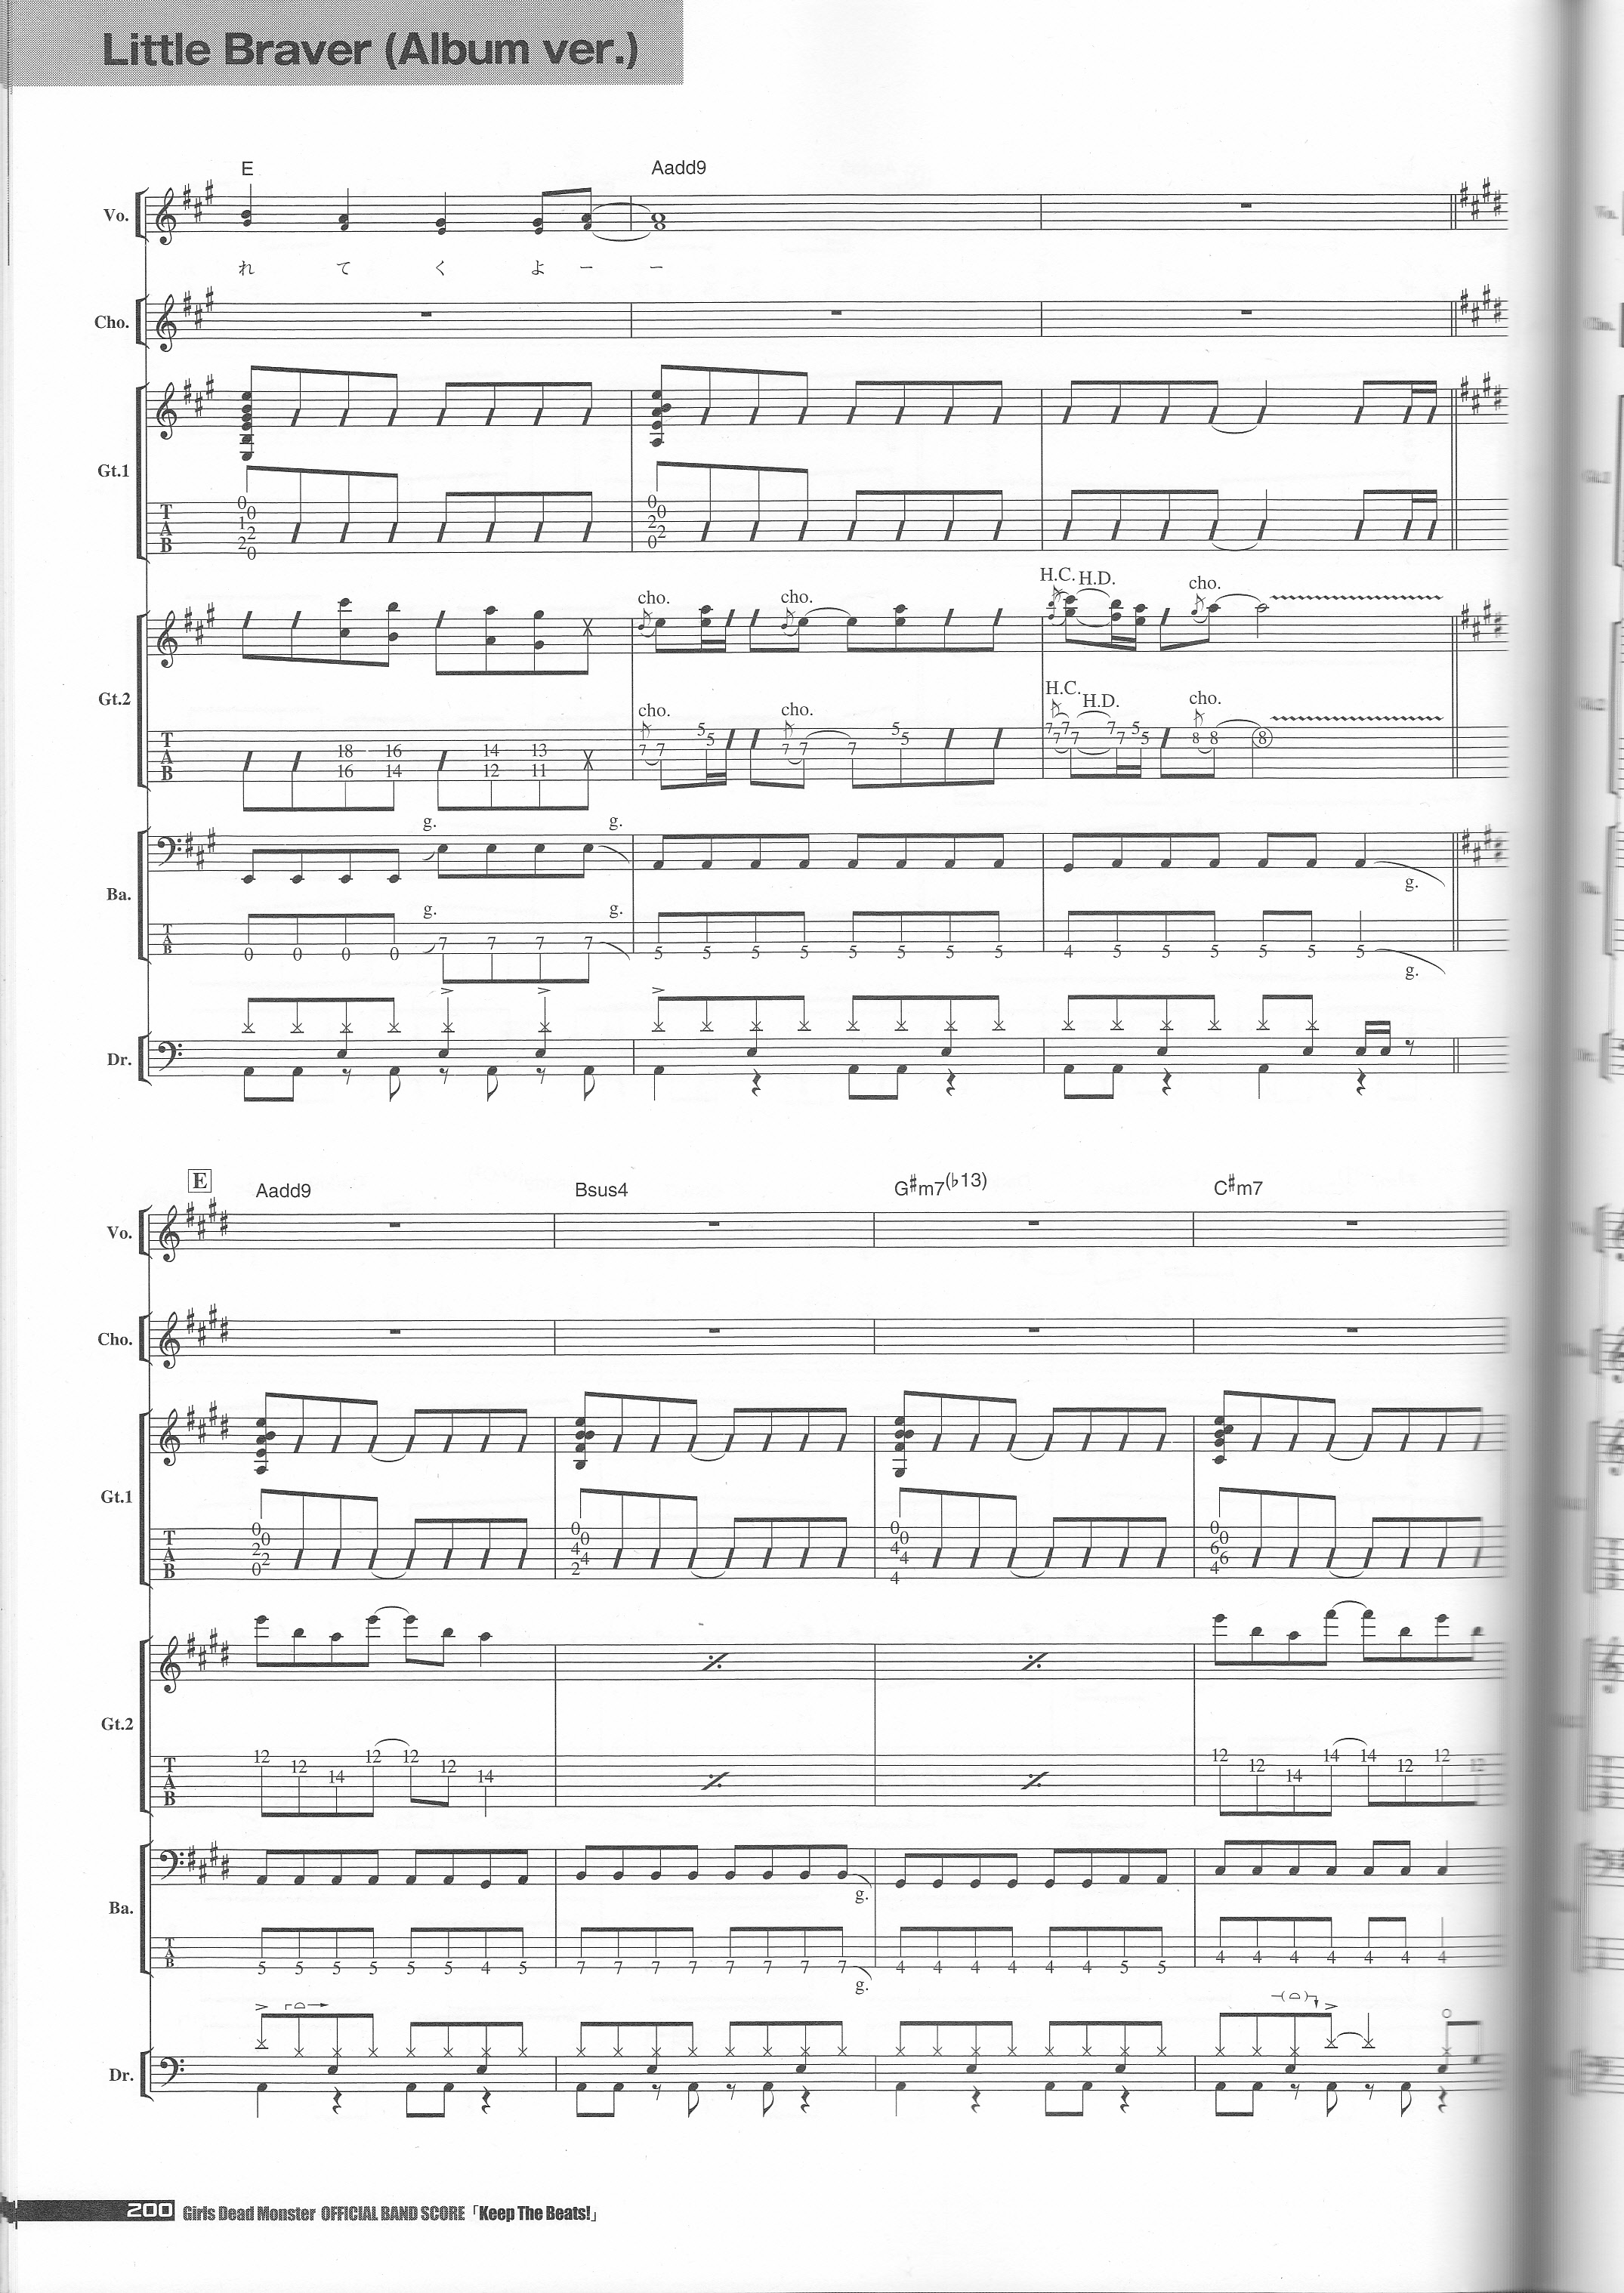 Little Braver (Album ver.)
E Aadd9
Vo.
れ て く よ ー ー
Cho.
Gt.1
T A B
0 0 1 2 2 0 0 0 2 2 0
H.C. H.D. cho.
cho. cho.
Gt.2
H.C. H.D. cho.
cho. cho.
T A B
18 16 14 13 7 7 5 5 7 7 7 5 5 7 7 7 7 7 7 5 5 8 8 8
16 14 12 11
g. g. g.
Ba.
g. g. g.
T A B
0 0 0 0 7 7 7 7 5 5 5 5 5 5 5 5 4 5 5 5 5 5 5
Dr.
E Aadd9 Bsus4 G♯m7(♭13) C♯m7
Vo.
Cho.
Gt.1
T A B
0 0 2 2 0 0 0 4 4 2 0 0 4 4 4 0 0 6 6 4
Gt.2
T A B
12 12 14 12 12 12 14 12 12 14 14 14 12 12
g.
Ba.
T A B
5 5 5 5 5 5 4 5 7 7 7 7 7 7 7 7 4 4 4 4 4 4 5 5 4 4 4 4 4 4 4
g.
Dr.
200 Girls Dead Monster OFFICIAL BAND SCORE「Keep The Beats!」